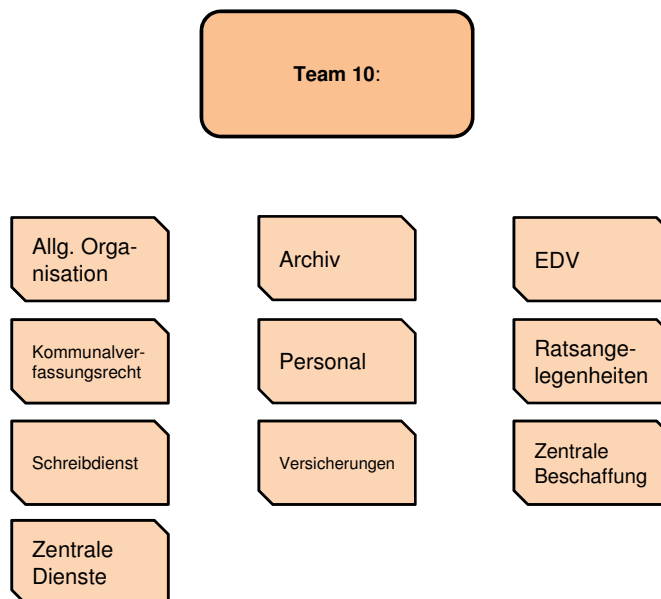 Team 10:
Allg. Orga-
nisation
Archiv
EDV
Kommunalver-
fassungsrecht
Personal
Ratsange-
legenheiten
Schreibdienst
Versicherungen
Zentrale
Beschaffung
Zentrale
Dienste